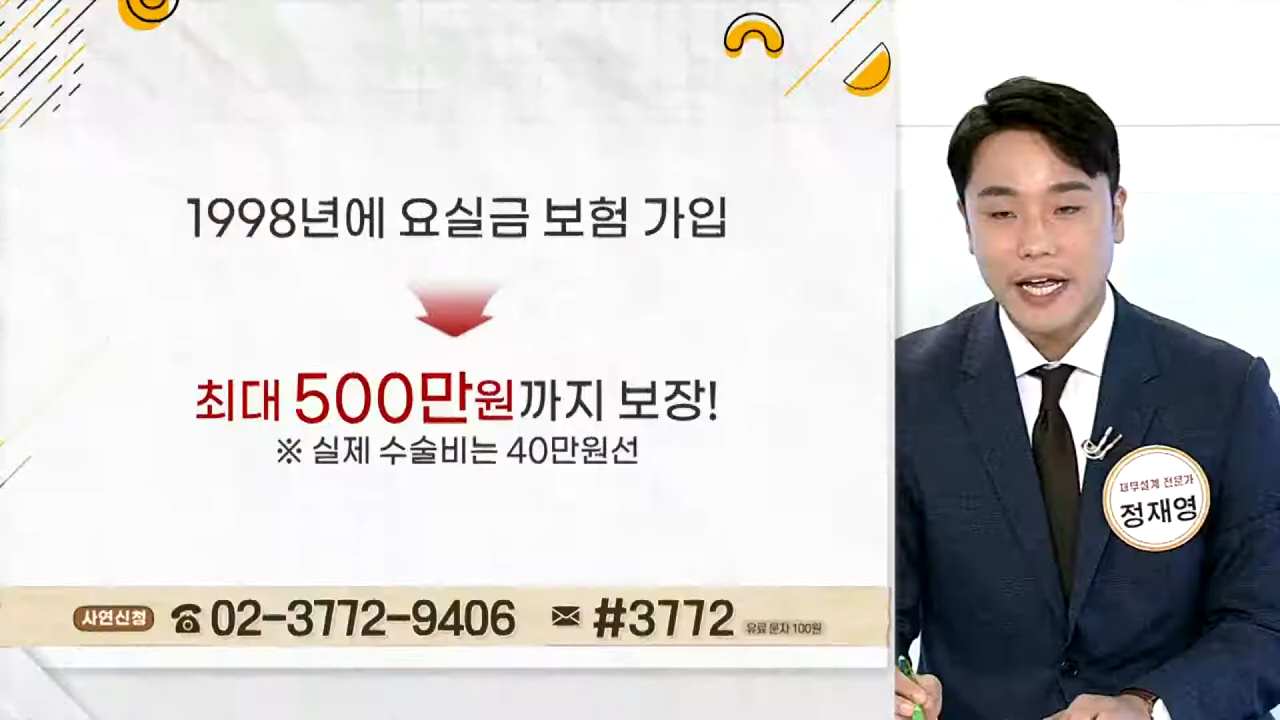 1998년에 요실금 보험 가입
최대 500만원까지 보장!
※ 실제 수술비는 40만원선
재무설계 전문가
정재영
사연신청 02-3772-9406 #3772 유료 문자 100원